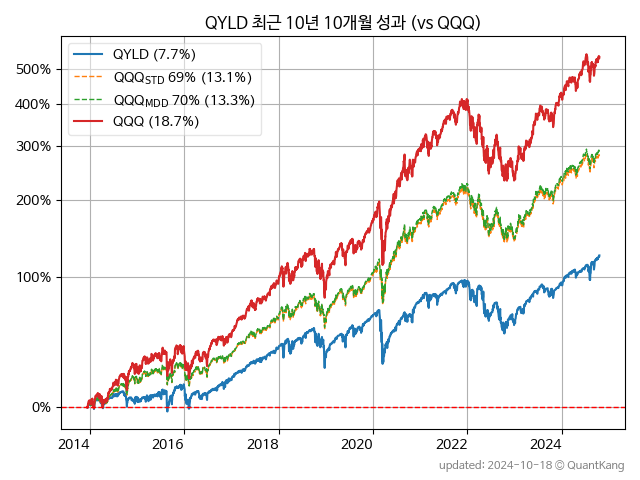 QYLD 최근 10년 10개월 성과 (vs QQQ)
QYLD (7.7%)
QQQSTD 69% (13.1%)
QQQMDD 70% (13.3%)
QQQ (18.7%)
500%
400%
300%
200%
100%
0%
2014 2016 2018 2020 2022 2024
updated: 2024-10-18 © QuantKang